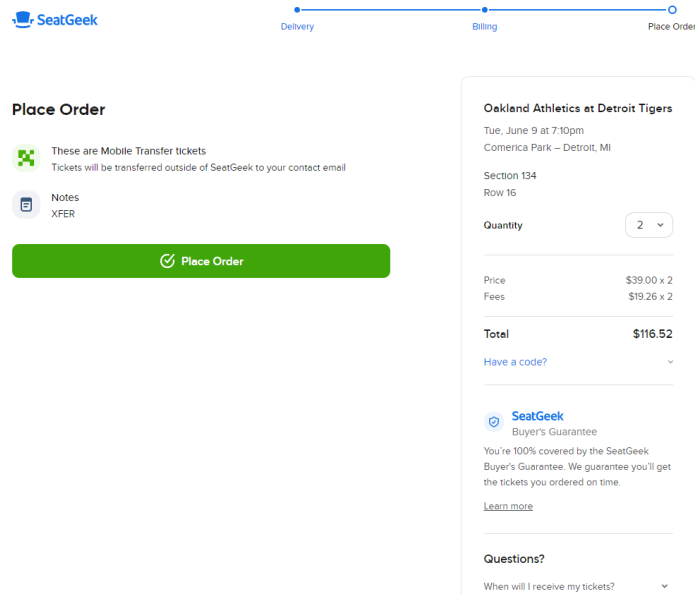 SeatGeek
Delivery
Billing
Place Order
Place Order
These are Mobile Transfer tickets
Tickets will be transferred outside of SeatGeek to your contact email
Notes
XFER
Place Order
Oakland Athletics at Detroit Tigers
Tue, June 9 at 7:10pm
Comerica Park – Detroit, MI
Section 134
Row 16
Quantity 2
Price $39.00 x 2
Fees $19.26 x 2
Total $116.52
Have a code?
SeatGeek
Buyer's Guarantee
You're 100% covered by the SeatGeek
Buyer's Guarantee. We guarantee you'll get
the tickets you ordered on time.
Learn more
Questions?
When will I receive my tickets?